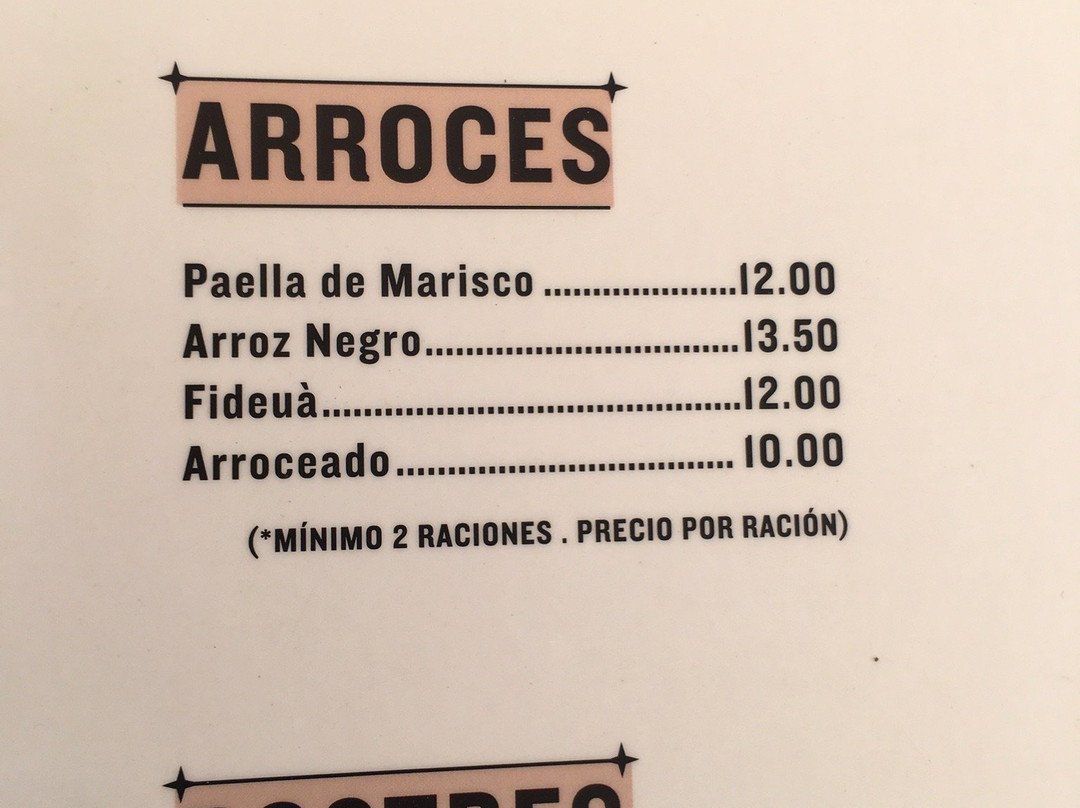 ARROCES
Paella de Marisco ....................12.00
Arroz Negro................................13.50
Fideuà...........................................12.00
Arroceado................................... 10.00
(*MÍNIMO 2 RACIONES . PRECIO POR RACIÓN)